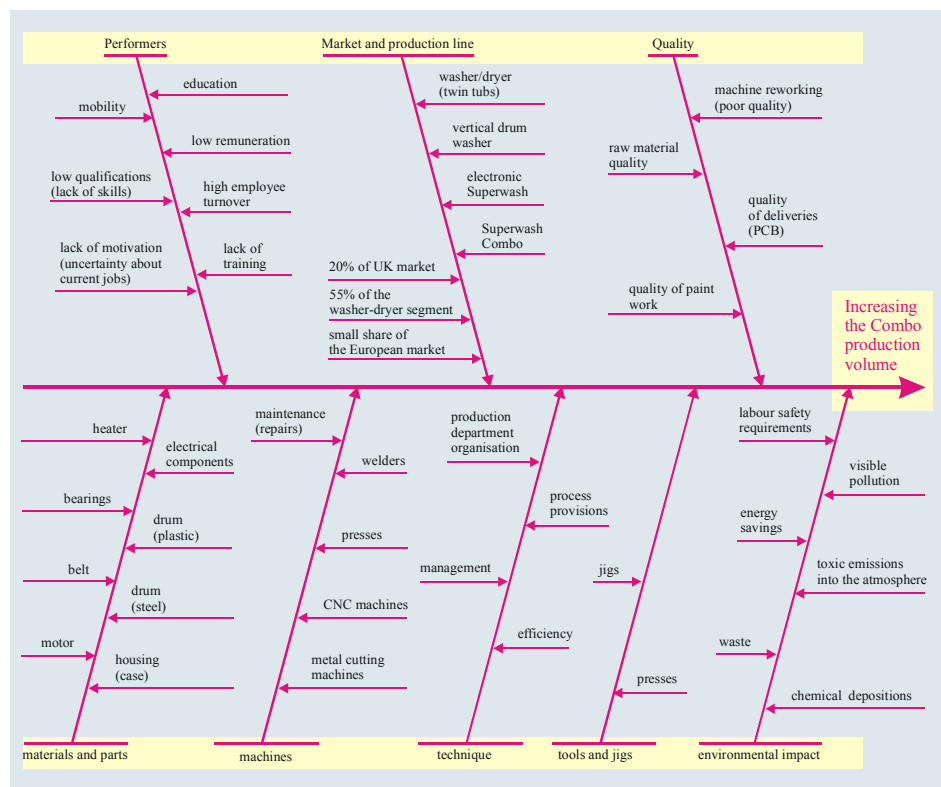 Performers
Market and production line
Quality
education
mobility
low remuneration
low qualifications
(lack of skills)
high employee
turnover
lack of motivation
(uncertainty about
current jobs)
lack of
training
washer/dryer
(twin tubs)
vertical drum
washer
electronic
Superwash
Superwash
Combo
20% of UK market
55% of the
washer-dryer segment
small share of
the European market
machine reworking
(poor quality)
raw material
quality
quality
of deliveries
(PCB)
quality of paint
work
Increasing
the Combo
production
volume
heater
electrical
components
bearings
drum
(plastic)
belt
drum
(steel)
motor
housing
(case)
maintenance
(repairs)
welders
presses
CNC machines
metal cutting
machines
production
department
organisation
process
provisions
management
efficiency
jigs
presses
labour safety
requirements
visible
pollution
energy
savings
toxic emissions
into the atmosphere
waste
chemical depositions
materials and parts
machines
technique
tools and jigs
environmental impact